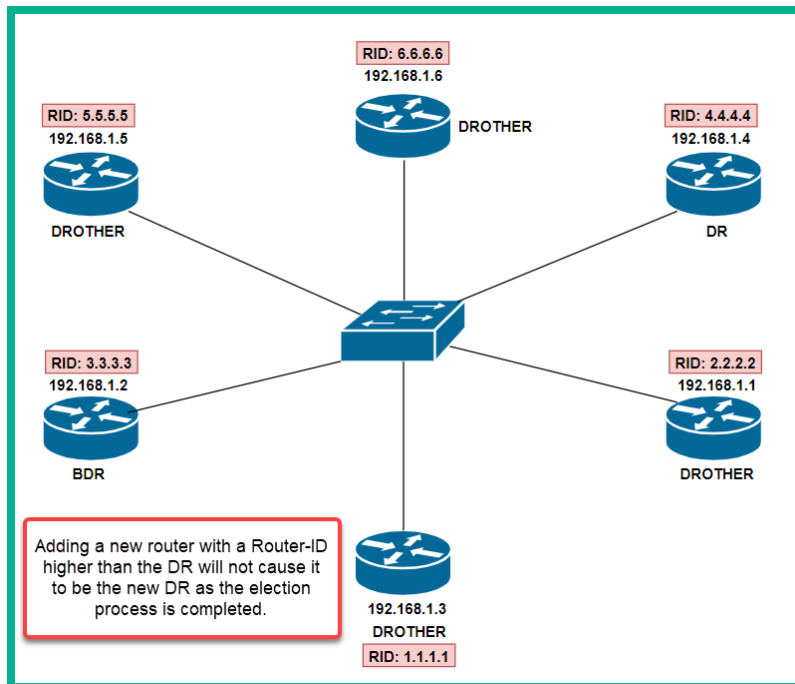 RID: 6.6.6.6
192.168.1.6
DROTHER
RID: 5.5.5.5
192.168.1.5
DROTHER
RID: 4.4.4.4
192.168.1.4
DR
RID: 3.3.3.3
192.168.1.2
BDR
RID: 2.2.2.2
192.168.1.1
DROTHER
Adding a new router with a Router-ID
higher than the DR will not cause it
to be the new DR as the election
process is completed.
192.168.1.3
DROTHER
RID: 1.1.1.1